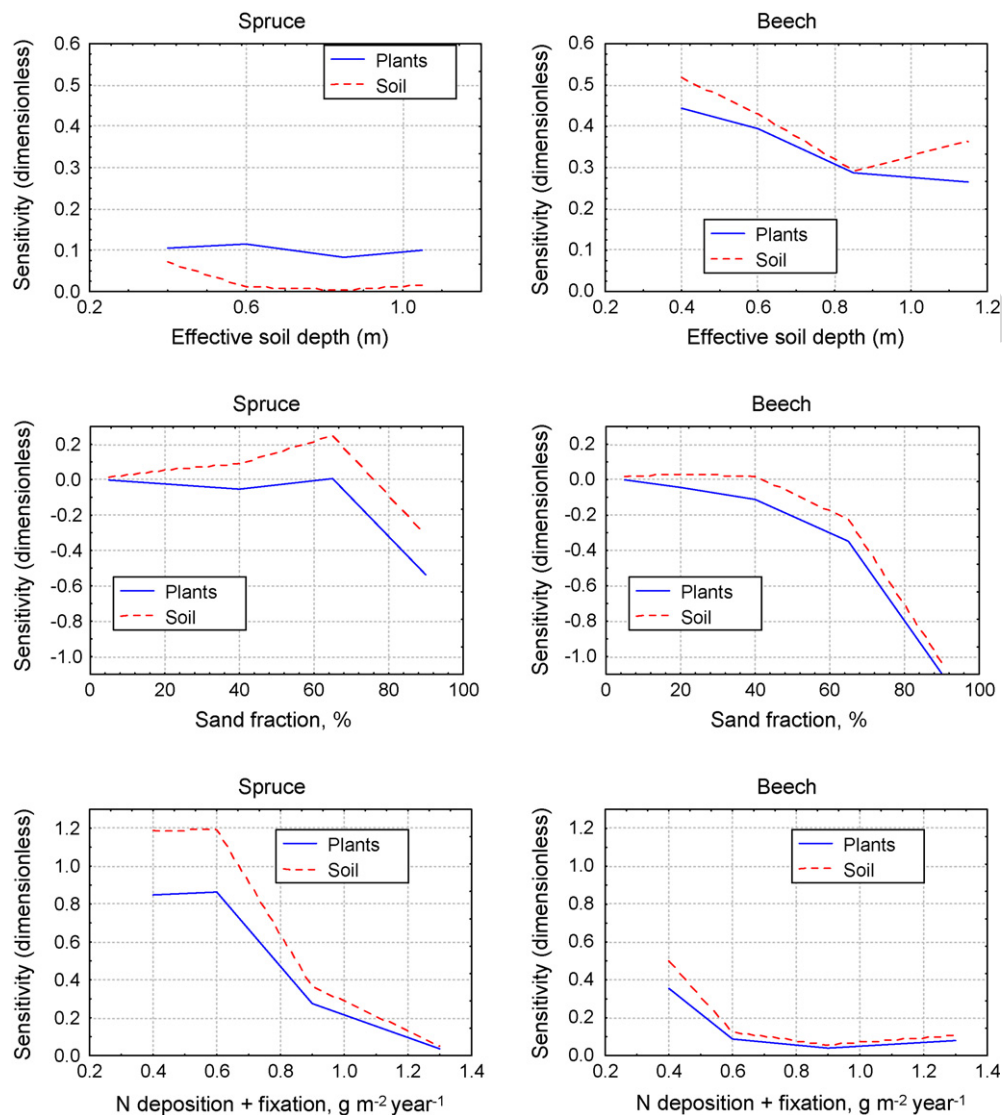 Spruce
0.6
0.5
0.4
0.3
0.2
0.1
0.0
Sensitivity (dimensionless)
Plants
Soil
0.2 0.6 1.0
Effective soil depth (m)
Beech
0.6
0.5
0.4
0.3
0.2
0.1
0.0
Sensitivity (dimensionless)
Plants
Soil
0.2 0.4 0.6 0.8 1.0 1.2
Effective soil depth (m)
Spruce
0.2
0.0
-0.2
-0.4
-0.6
-0.8
-1.0
Sensitivity (dimensionless)
Plants
Soil
0 20 40 60 80 100
Sand fraction, %
Beech
0.2
0.0
-0.2
-0.4
-0.6
-0.8
-1.0
Sensitivity (dimensionless)
Plants
Soil
0 20 40 60 80 100
Sand fraction, %
Spruce
1.2
1.0
0.8
0.6
0.4
0.2
0.0
Sensitivity (dimensionless)
Plants
Soil
0.2 0.4 0.6 0.8 1.0 1.2 1.4
N deposition + fixation, g m⁻² year⁻¹
Beech
1.2
1.0
0.8
0.6
0.4
0.2
0.0
Sensitivity (dimensionless)
Plants
Soil
0.2 0.4 0.6 0.8 1.0 1.2 1.4
N deposition + fixation, g m⁻² year⁻¹